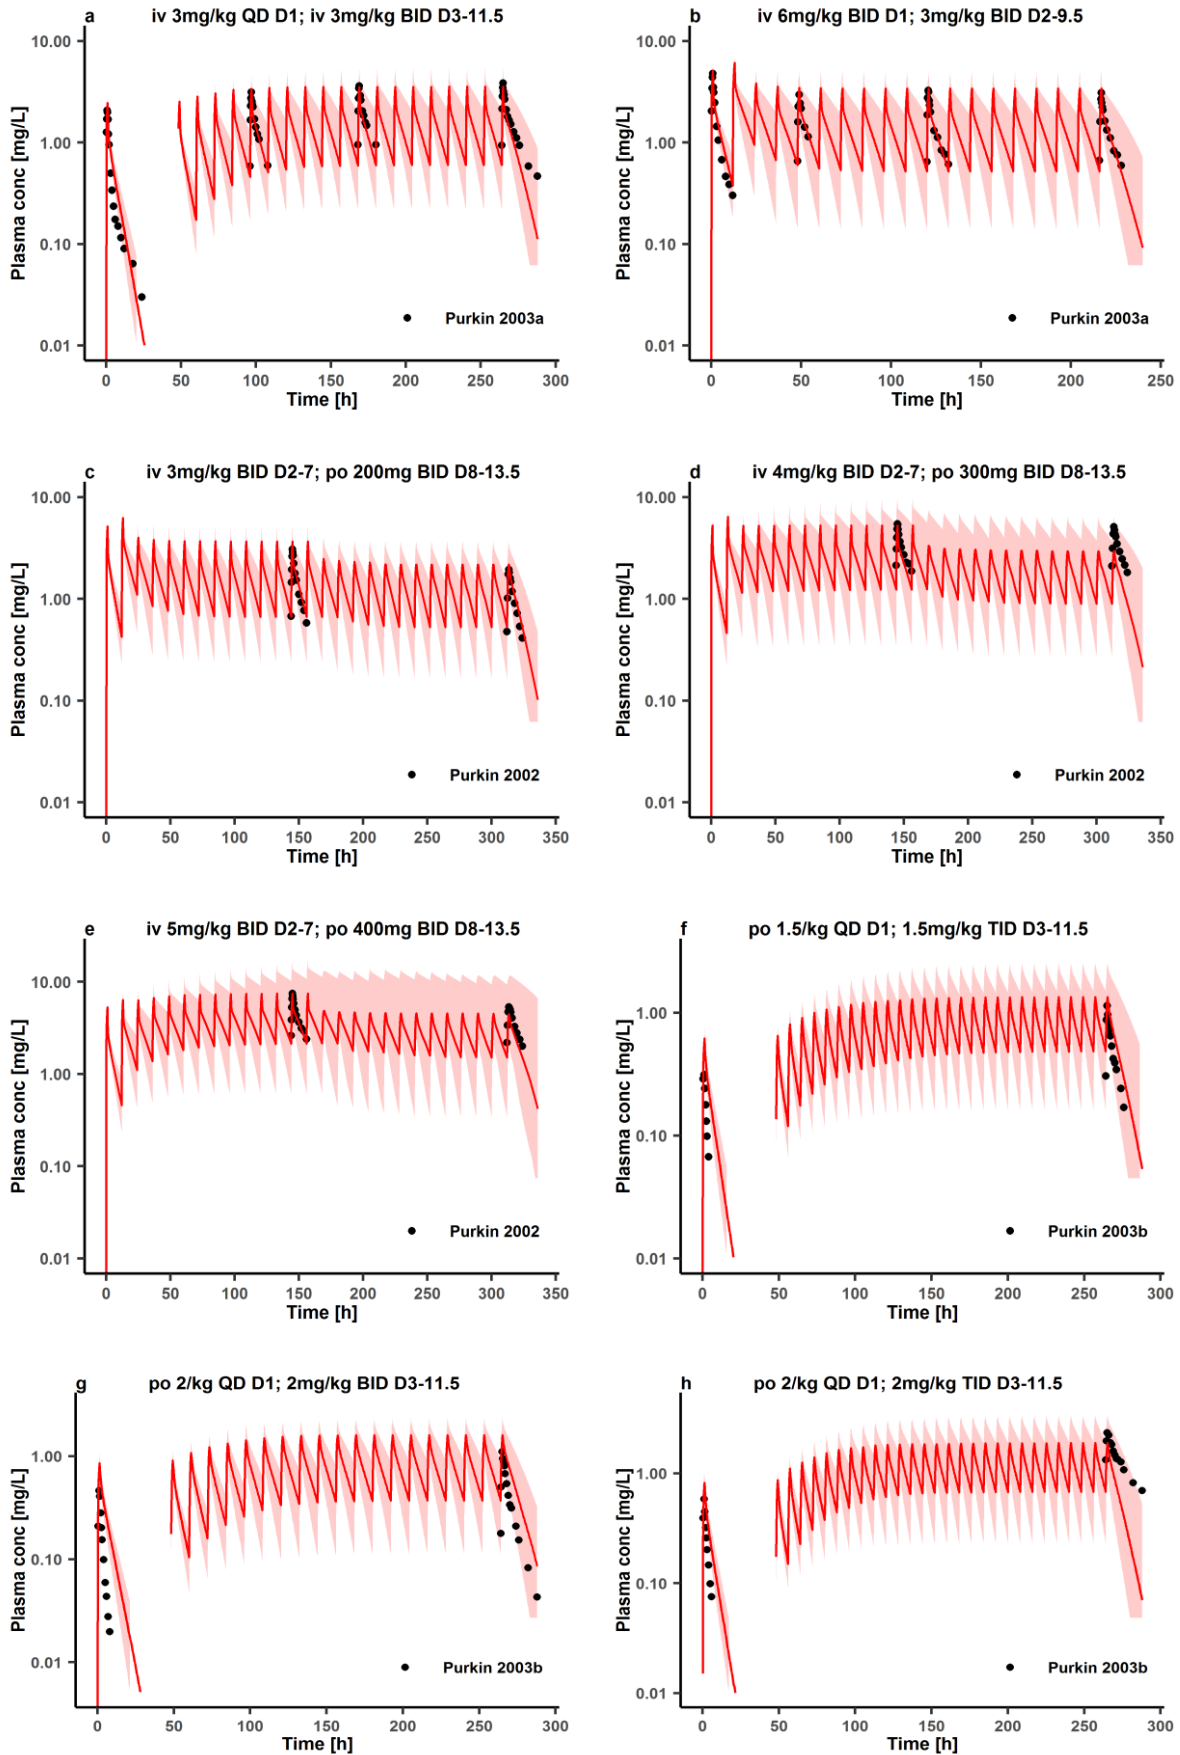 a iv 3mg/kg QD D1; iv 3mg/kg BID D3-11.5
10.00
1.00
0.10
0.01
Plasma conc [mg/L]
Purkin 2003a
0 50 100 150 200 250 300
Time [h]
b iv 6mg/kg BID D1; 3mg/kg BID D2-9.5
10.00
1.00
0.10
0.01
Plasma conc [mg/L]
Purkin 2003a
0 50 100 150 200 250
Time [h]
c iv 3mg/kg BID D2-7; po 200mg BID D8-13.5
10.00
1.00
0.10
0.01
Plasma conc [mg/L]
Purkin 2002
0 50 100 150 200 250 300 350
Time [h]
d iv 4mg/kg BID D2-7; po 300mg BID D8-13.5
10.00
1.00
0.10
0.01
Plasma conc [mg/L]
Purkin 2002
0 50 100 150 200 250 300 350
Time [h]
e iv 5mg/kg BID D2-7; po 400mg BID D8-13.5
10.00
1.00
0.10
0.01
Plasma conc [mg/L]
Purkin 2002
0 50 100 150 200 250 300 350
Time [h]
f po 1.5/kg QD D1; 1.5mg/kg TID D3-11.5
1.00
0.10
0.01
Plasma conc [mg/L]
Purkin 2003b
0 50 100 150 200 250 300
Time [h]
g po 2/kg QD D1; 2mg/kg BID D3-11.5
1.00
0.10
0.01
Plasma conc [mg/L]
Purkin 2003b
0 50 100 150 200 250 300
Time [h]
h po 2/kg QD D1; 2mg/kg TID D3-11.5
1.00
0.10
0.01
Plasma conc [mg/L]
Purkin 2003b
0 50 100 150 200 250 300
Time [h]